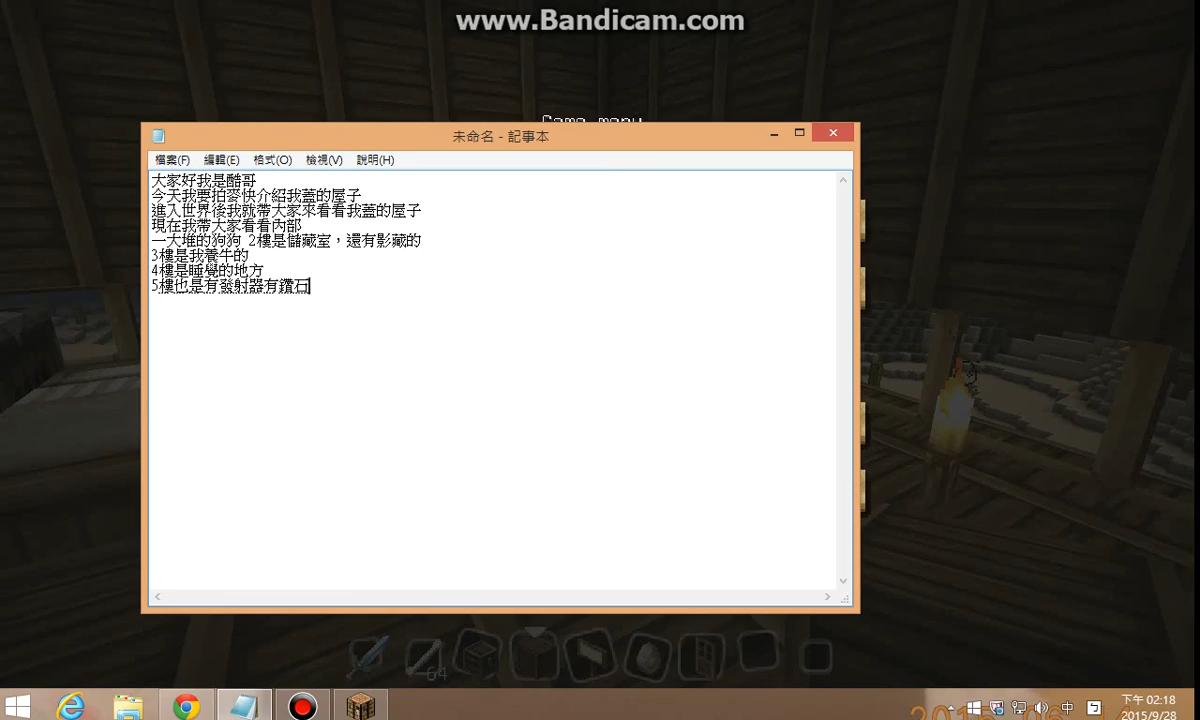 www.Bandicam.com
Game menu
未命名 - 記事本
檔案(F) 編輯(E) 格式(O) 檢視(V) 說明(H)
大家好我是酷哥
今天我要拍麥快介紹我蓋的屋子
進入世界後我就帶大家來看看我蓋的屋子
現在我帶大家看看內部
一大堆的狗狗 2樓是儲藏室，還有影藏的
3樓是我養牛的
4樓是睡覺的地方
5樓也是有發射器有鑽石
64
中
下午 02:18
2015/9/28